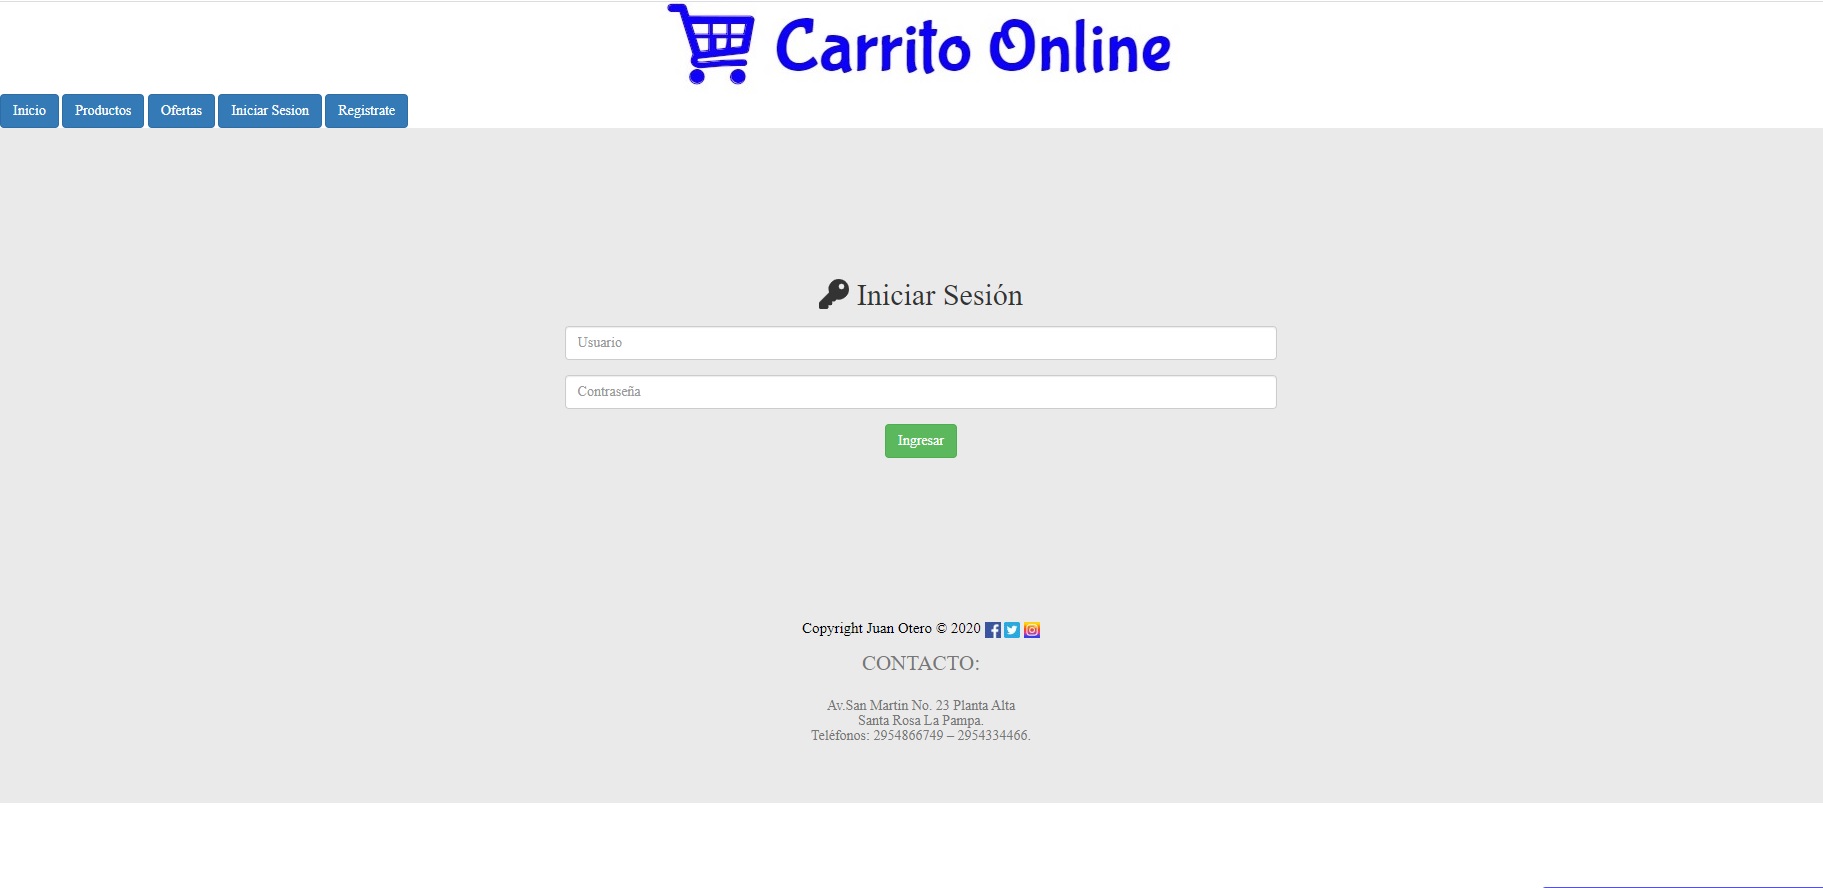 Carrito Online
Inicio Productos Ofertas Iniciar Sesion Registrate
Iniciar Sesión
Usuario
Contraseña
Ingresar
Copyright Juan Otero © 2020
CONTACTO:
Av.San Martin No. 23 Planta Alta
Santa Rosa La Pampa.
Teléfonos: 2954866749 – 2954334466.